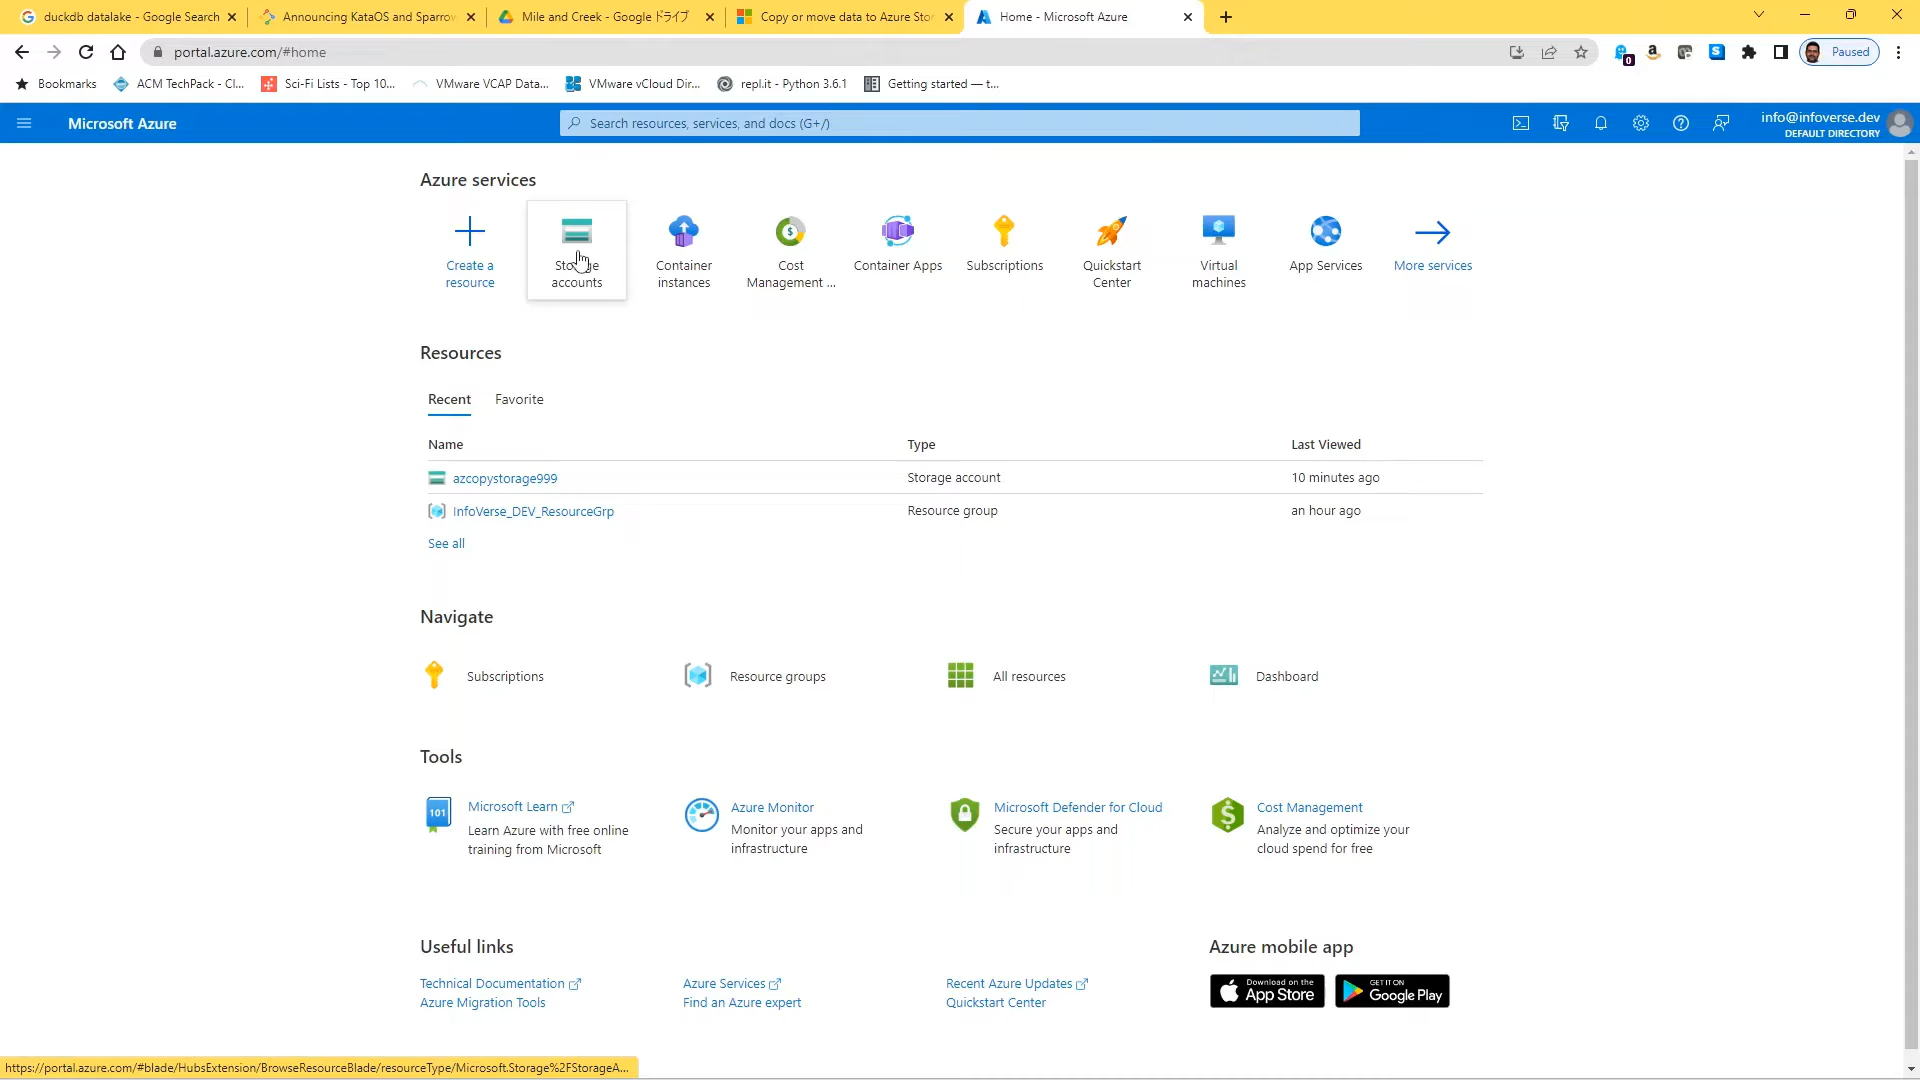 duckdb datalake - Google Search
Announcing KataOS and Sparrow
Mile and Creek - Google ドライブ
Copy or move data to Azure Stor
Home - Microsoft Azure
portal.azure.com/#home
0
Paused
Bookmarks
ACM TechPack - Cl...
Sci-Fi Lists - Top 10...
VMware VCAP Data...
VMware vCloud Dir...
repl.it - Python 3.6.1
Getting started — t...
Microsoft Azure
Search resources, services, and docs (G+/)
info@infoverse.dev
DEFAULT DIRECTORY
Azure services
Create a
resource
Storage
accounts
Container
instances
Cost
Management ...
Container Apps
Subscriptions
Quickstart
Center
Virtual
machines
App Services
More services
Resources
Recent
Favorite
Name
Type
Last Viewed
azcopystorage999
Storage account
10 minutes ago
InfoVerse_DEV_ResourceGrp
Resource group
an hour ago
See all
Navigate
Subscriptions
Resource groups
All resources
Dashboard
Tools
101
Microsoft Learn
Learn Azure with free online
training from Microsoft
Azure Monitor
Monitor your apps and
infrastructure
Microsoft Defender for Cloud
Secure your apps and
infrastructure
Cost Management
Analyze and optimize your
cloud spend for free
Useful links
Technical Documentation
Azure Services
Recent Azure Updates
Azure Migration Tools
Find an Azure expert
Quickstart Center
Azure mobile app
Download on the
App Store
GET IT ON
Google Play
https://portal.azure.com/#blade/HubsExtension/BrowseResourceBlade/resourceType/Microsoft.Storage%2FStorageA...